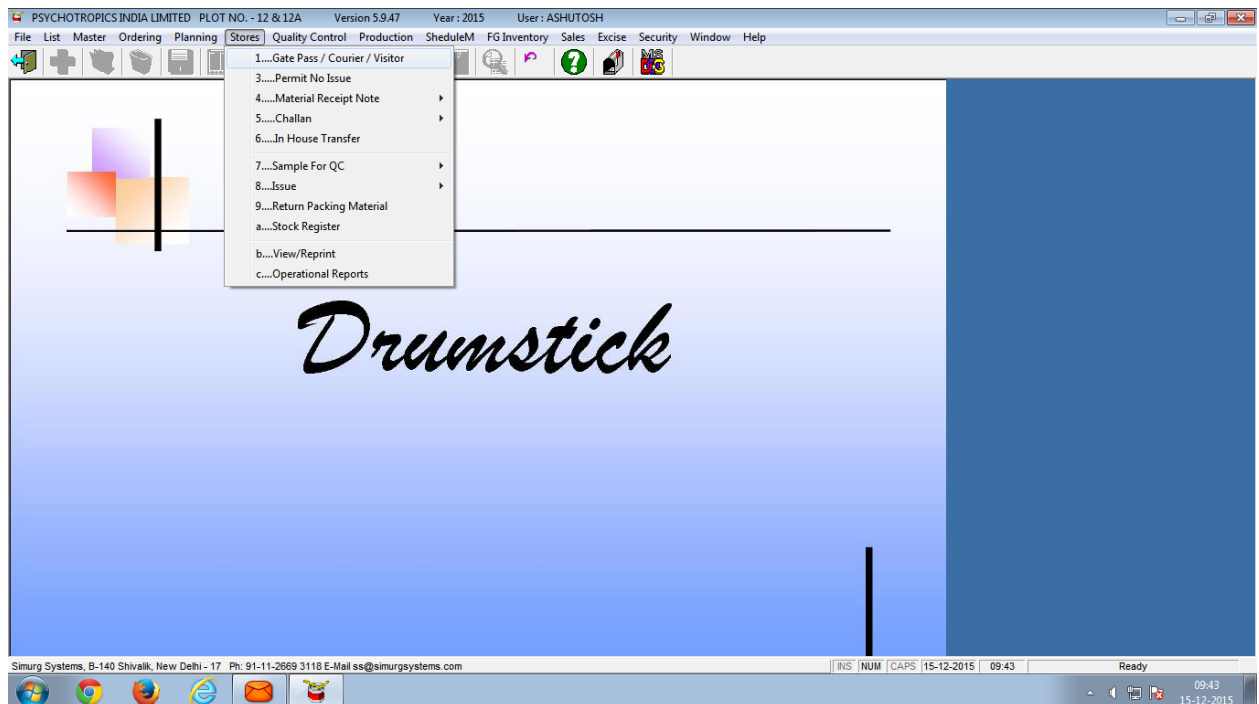 PSYCHOTROPICS INDIA LIMITED PLOT NO. - 12 & 12A Version 5.9.47 Year : 2015 User : ASHUTOSH
File List Master Ordering Planning Stores Quality Control Production SheduleM FG Inventory Sales Excise Security Window Help
MS
DOS
1....Gate Pass / Courier / Visitor
3.....Permit No Issue
4.....Material Receipt Note
5....Challan
6....In House Transfer
7....Sample For QC
8....Issue
9....Return Packing Material
a....Stock Register
b....View/Reprint
c....Operational Reports
Drumstick
Simurg Systems, B-140 Shivalik, New Delhi - 17 Ph: 91-11-2669 3118 E-Mail ss@simurgsystems.com INS NUM CAPS 15-12-2015 09:43 Ready
09:43
15-12-2015